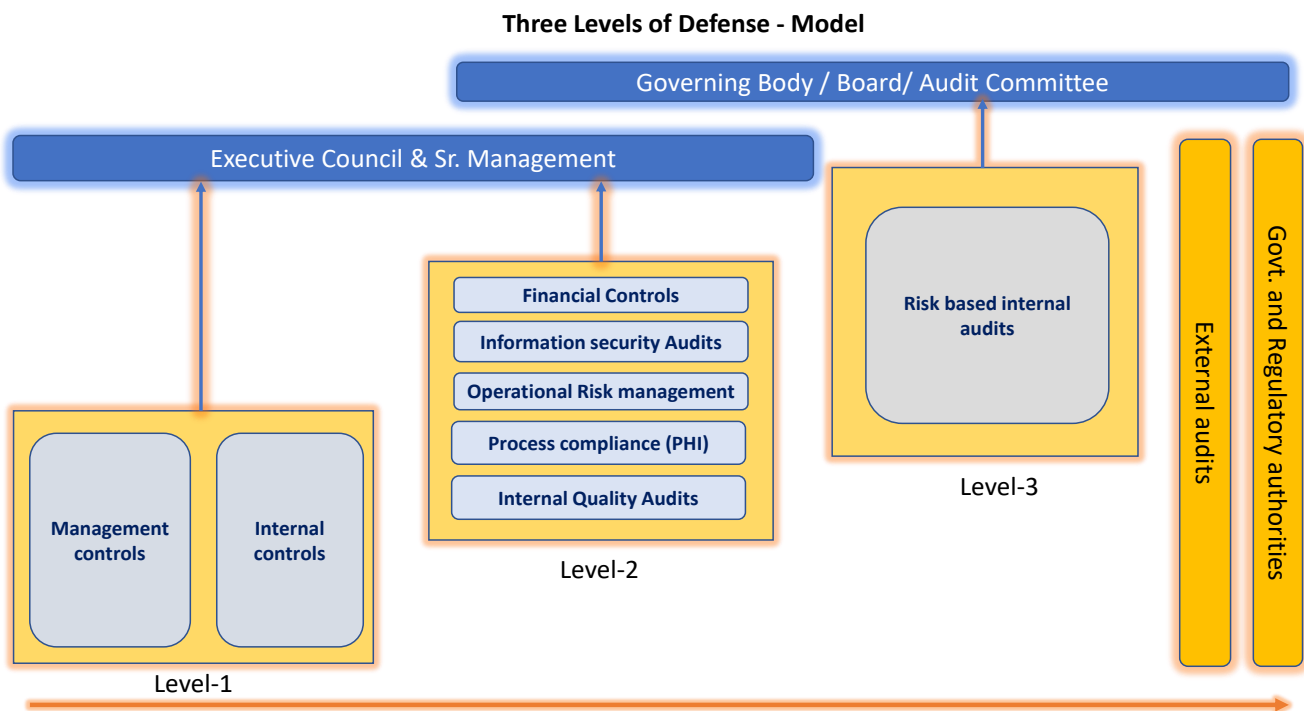 Three Levels of Defense - Model
Governing Body / Board/ Audit Committee
Executive Council & Sr. Management
Management
controls
Internal
controls
Level-1
Financial Controls
Information security Audits
Operational Risk management
Process compliance (PHI)
Internal Quality Audits
Level-2
Risk based internal
audits
Level-3
External audits
Govt. and Regulatory authorities